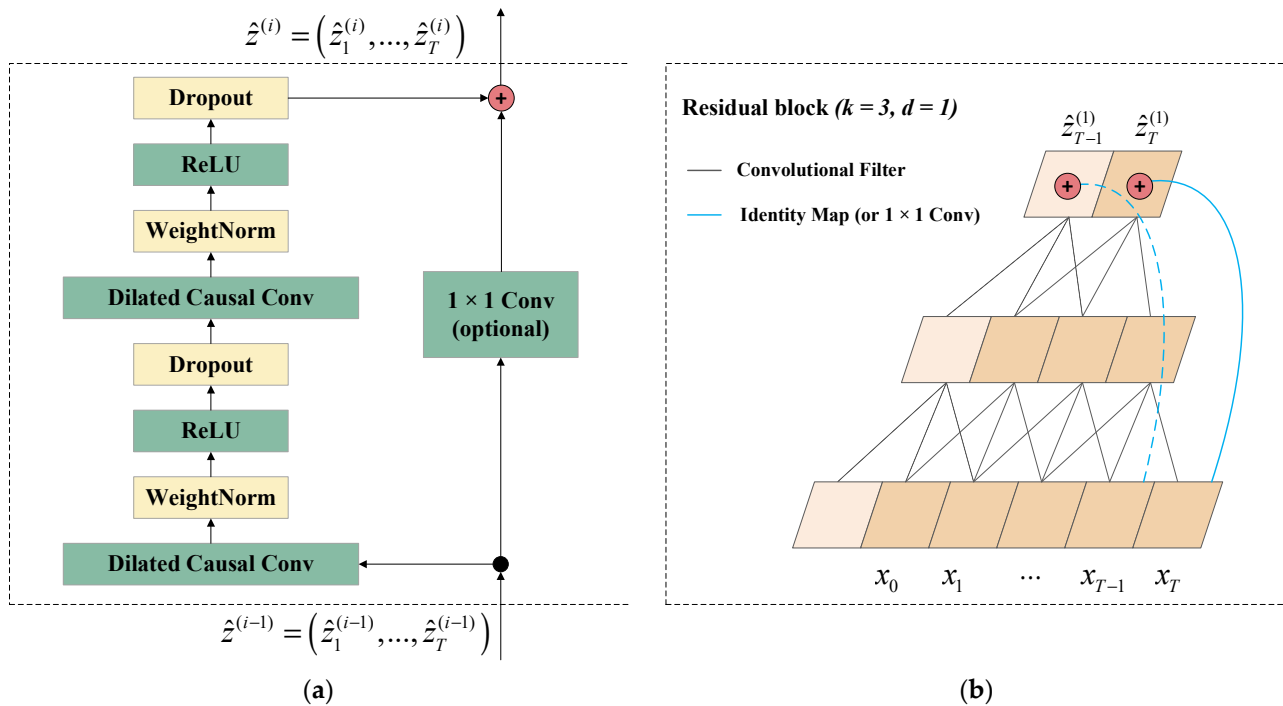 ẑ^(i) = (ẑ_1^(i), ..., ẑ_T^(i))
Dropout
+
ReLU
WeightNorm
Dilated Causal Conv
1 × 1 Conv
(optional)
Dropout
ReLU
WeightNorm
Dilated Causal Conv
ẑ^(i−1) = (ẑ_1^(i−1), ..., ẑ_T^(i−1))
(a)
Residual block (k = 3, d = 1)
Convolutional Filter
Identity Map (or 1 × 1 Conv)
ẑ_{T−1}^(1) ẑ_T^(1)
+ +
x_0 x_1 ... x_{T−1} x_T
(b)